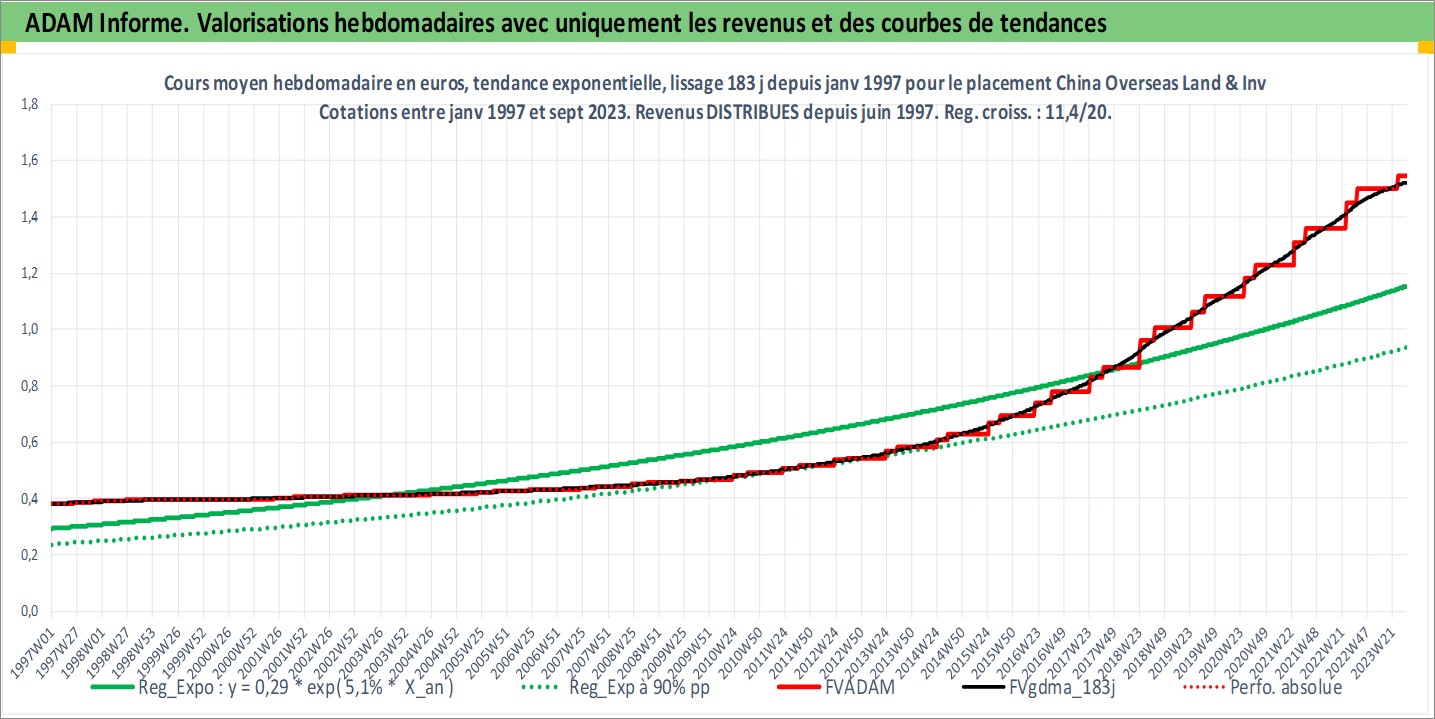 ADAM Informe. Valorisations hebdomadaires avec uniquement les revenus et des courbes de tendances
Cours moyen hebdomadaire en euros, tendance exponentielle, lissage 183 j depuis janv 1997 pour le placement China Overseas Land & Inv
Cotations entre janv 1997 et sept 2023. Revenus DISTRIBUES depuis juin 1997. Reg. croiss. : 11,4/20.
1,8
1,6
1,4
1,2
1,0
0,8
0,6
0,4
0,2
0,0
1997W01
1997W27
1998W01
1998W27
1998W53
1999W26
1999W52
2000W26
2000W52
2001W26
2001W52
2002W26
2002W52
2003W26
2003W52
2004W26
2004W52
2005W25
2005W51
2006W25
2006W51
2007W25
2007W51
2008W25
2008W51
2009W25
2009W51
2010W24
2010W50
2011W24
2011W50
2012W24
2012W50
2013W24
2013W50
2014W24
2014W50
2015W24
2015W50
2016W23
2016W49
2017W23
2017W49
2018W23
2018W49
2019W23
2019W49
2020W23
2020W49
2021W22
2021W48
2022W21
2022W47
2023W21
Reg_Expo : y = 0,29 * exp( 5,1% * X_an )
Reg_Exp à 90% pp
FVADAM
FVgdma_183j
Perfo. absolue